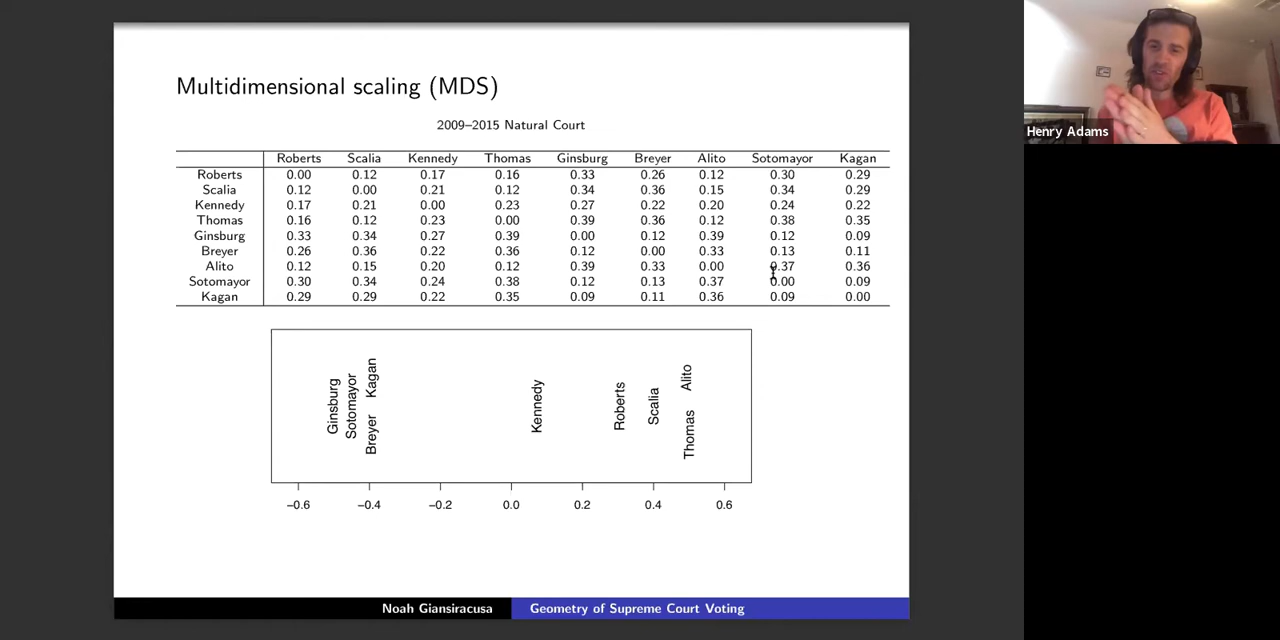 Multidimensional scaling (MDS)
2009–2015 Natural Court
Roberts Scalia Kennedy Thomas Ginsburg Breyer Alito Sotomayor Kagan
Roberts 0.00 0.12 0.17 0.16 0.33 0.26 0.12 0.30 0.29
Scalia 0.12 0.00 0.21 0.12 0.34 0.36 0.15 0.34 0.29
Kennedy 0.17 0.21 0.00 0.23 0.27 0.22 0.20 0.24 0.22
Thomas 0.16 0.12 0.23 0.00 0.39 0.36 0.12 0.38 0.35
Ginsburg 0.33 0.34 0.27 0.39 0.00 0.12 0.39 0.12 0.09
Breyer 0.26 0.36 0.22 0.36 0.12 0.00 0.33 0.13 0.11
Alito 0.12 0.15 0.20 0.12 0.39 0.33 0.00 0.37 0.36
Sotomayor 0.30 0.34 0.24 0.38 0.12 0.13 0.37 0.00 0.09
Kagan 0.29 0.29 0.22 0.35 0.09 0.11 0.36 0.09 0.00
Ginsburg
Sotomayor
Breyer Kagan
Kennedy
Roberts
Scalia
Thomas Alito
–0.6 –0.4 –0.2 0.0 0.2 0.4 0.6
Noah Giansiracusa Geometry of Supreme Court Voting
Henry Adams